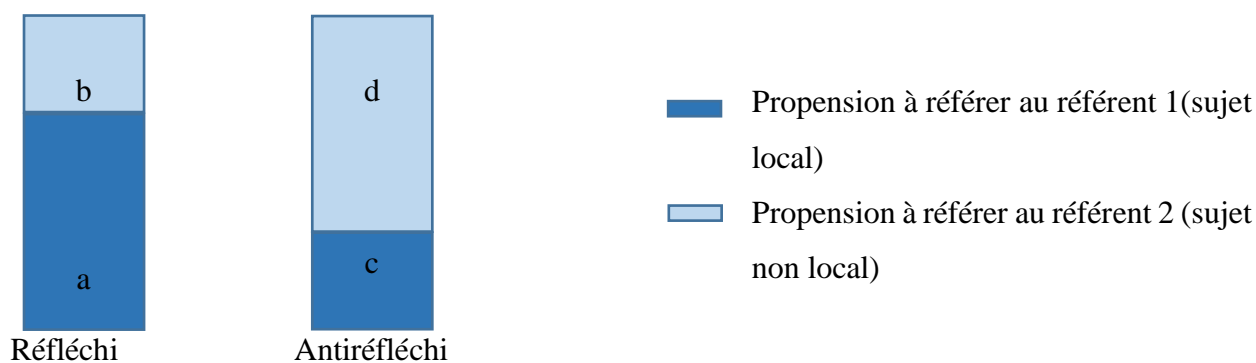 b
a
Réfléchi
d
c
Antiréfléchi
Propension à référer au référent 1(sujet
local)
Propension à référer au référent 2 (sujet
non local)